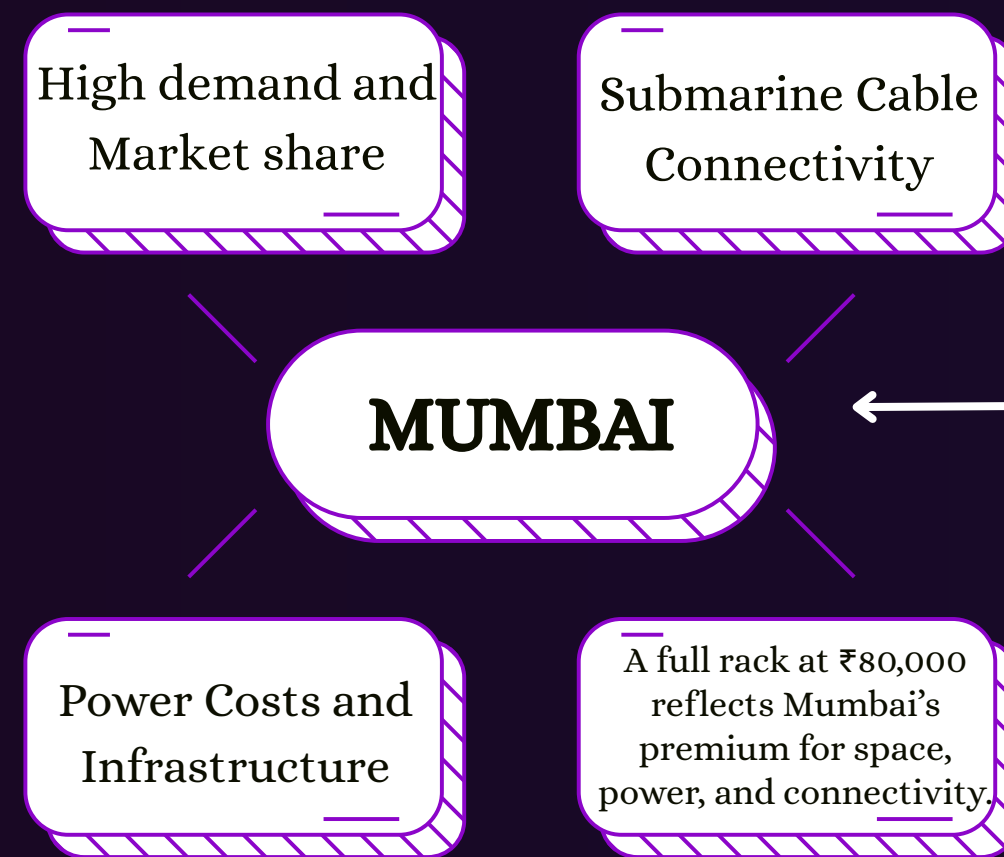 High demand and
Market share
Submarine Cable
Connectivity
MUMBAI
Power Costs and
Infrastructure
A full rack at ₹80,000
reflects Mumbai’s
premium for space,
power, and connectivity.